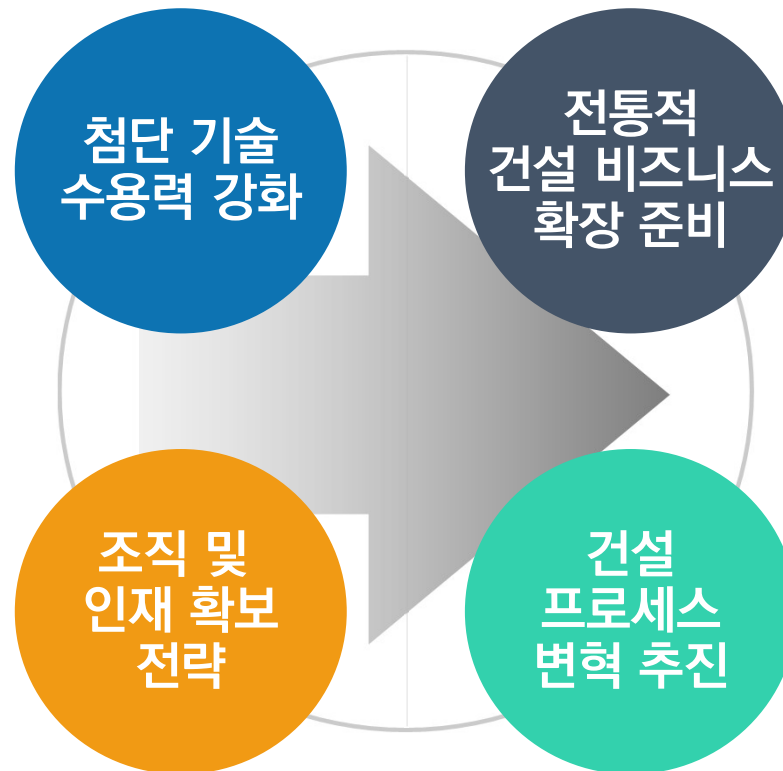 첨단 기술
수용력 강화
전통적
건설 비즈니스
확장 준비
조직 및
인재 확보
전략
건설
프로세스
변혁 추진